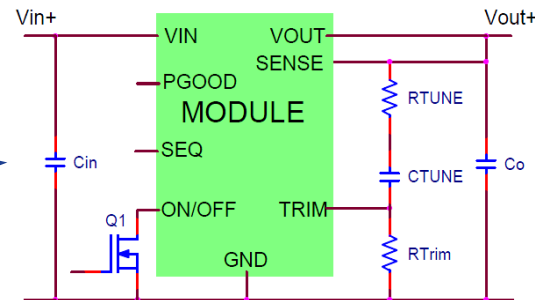 Vin+
Vout+
VIN
VOUT
SENSE
PGOOD
RTUNE
MODULE
SEQ
Cin
CTUNE
Co
Q1
ON/OFF
TRIM
GND
RTrim